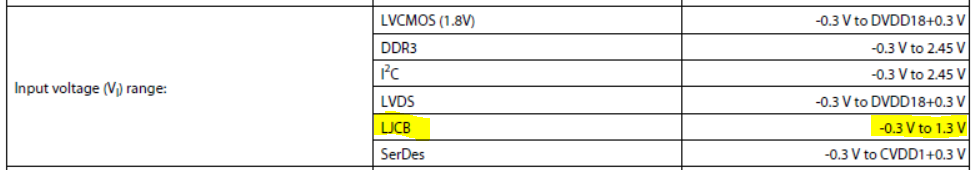 LVCMOS (1.8V) -0.3 V to DVDD18+0.3 V
DDR3 -0.3 V to 2.45 V
I²C -0.3 V to 2.45 V
Input voltage (V_I) range:
LVDS -0.3 V to DVDD18+0.3 V
LJCB -0.3 V to 1.3 V
SerDes -0.3 V to CVDD1+0.3 V